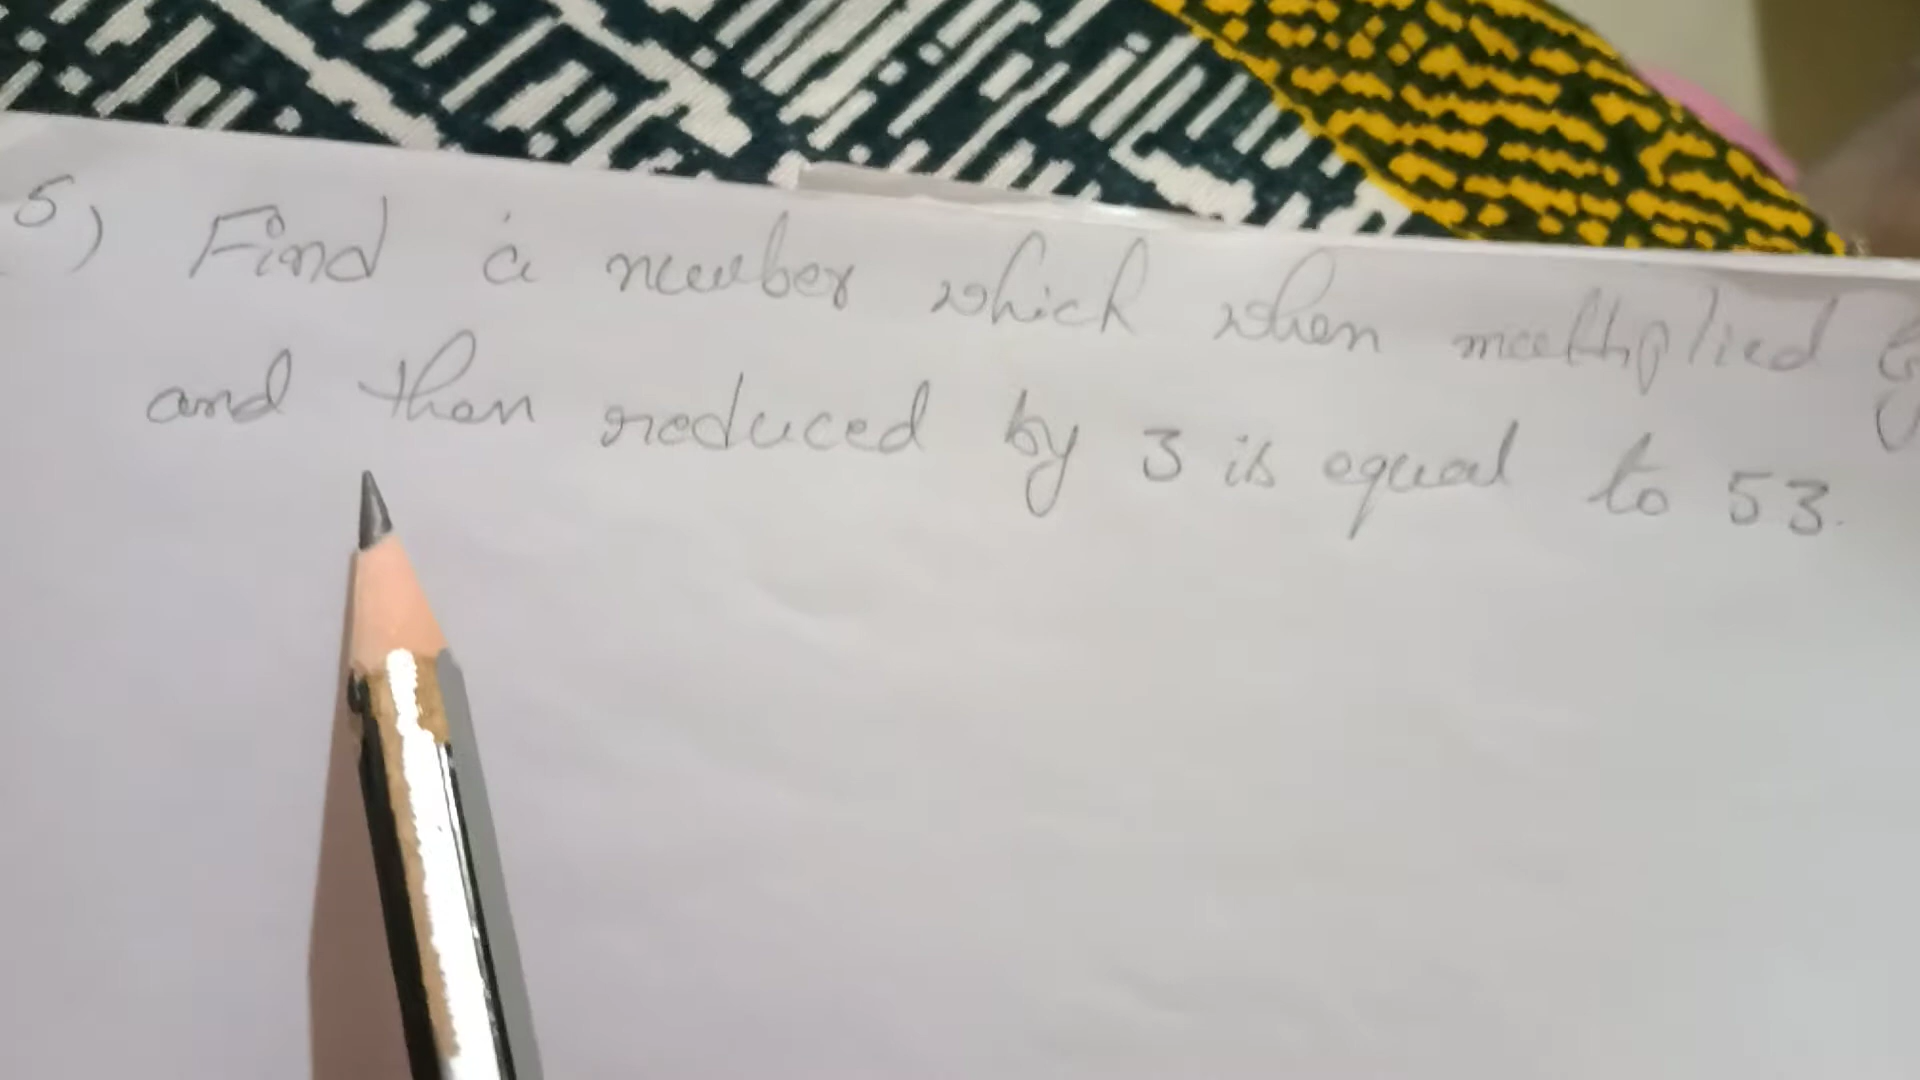 5) Find a number which when multiplied
and then reduced by 3 is equal to 53.